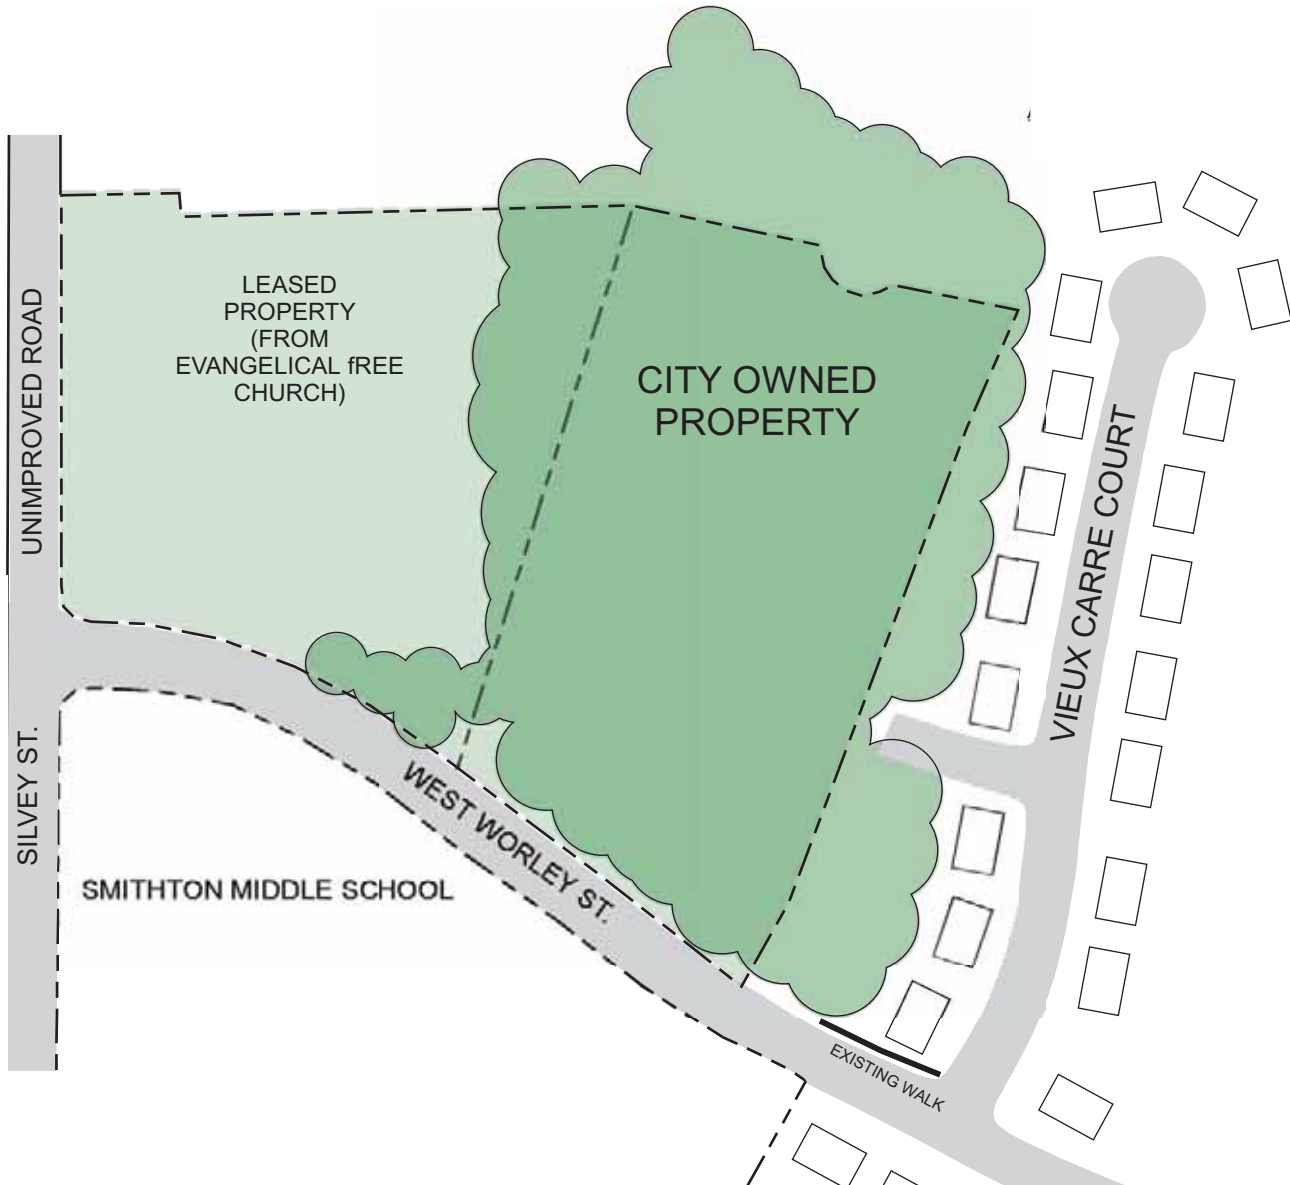 LEASED
PROPERTY
(FROM
EVANGELICAL fREE
CHURCH)
CITY OWNED
PROPERTY
UNIMPROVED ROAD
SILVEY ST.
VIEUX CARRE COURT
WEST WORLEY ST.
SMITHTON MIDDLE SCHOOL
EXISTING WALK